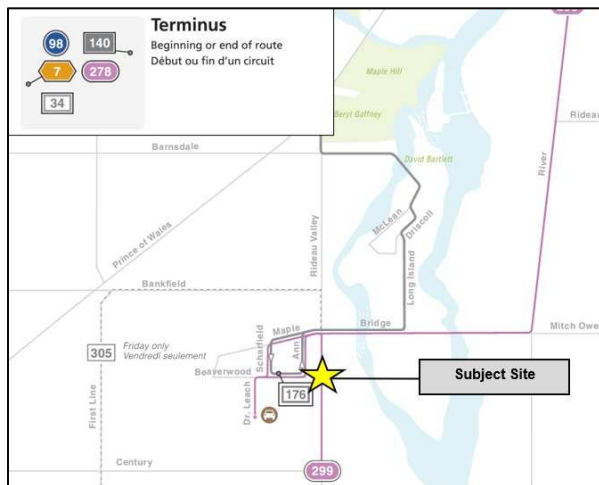 Terminus
Beginning or end of route
Début ou fin d'un circuit
98
140
7
278
34
Maple Hill
Beryl Gaffney
David Bartlett
Barnsdale
Rideau
River
McLean
Driscoll
Prince of Wales
Rideau Valley
Long Island
Bankfield
Bridge
Mitch Owe
Maple
Scharfield
Ann
305
Friday only
Vendredi seulement
Beaverwood
176
Subject Site
First Line
Dr. Leach
Century
299